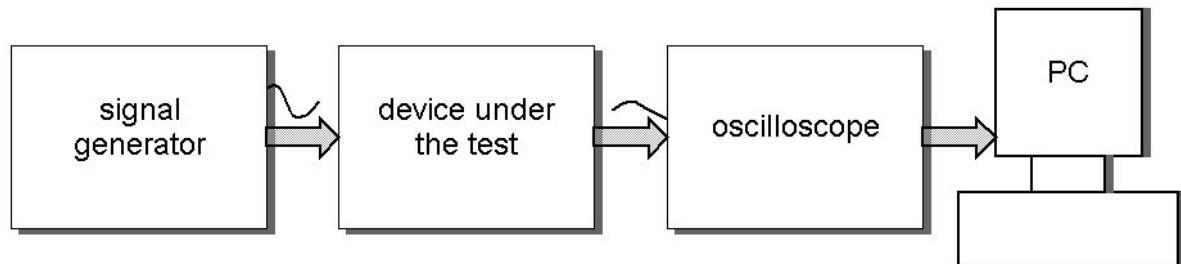 signal
generator
device under
the test
oscilloscope
PC